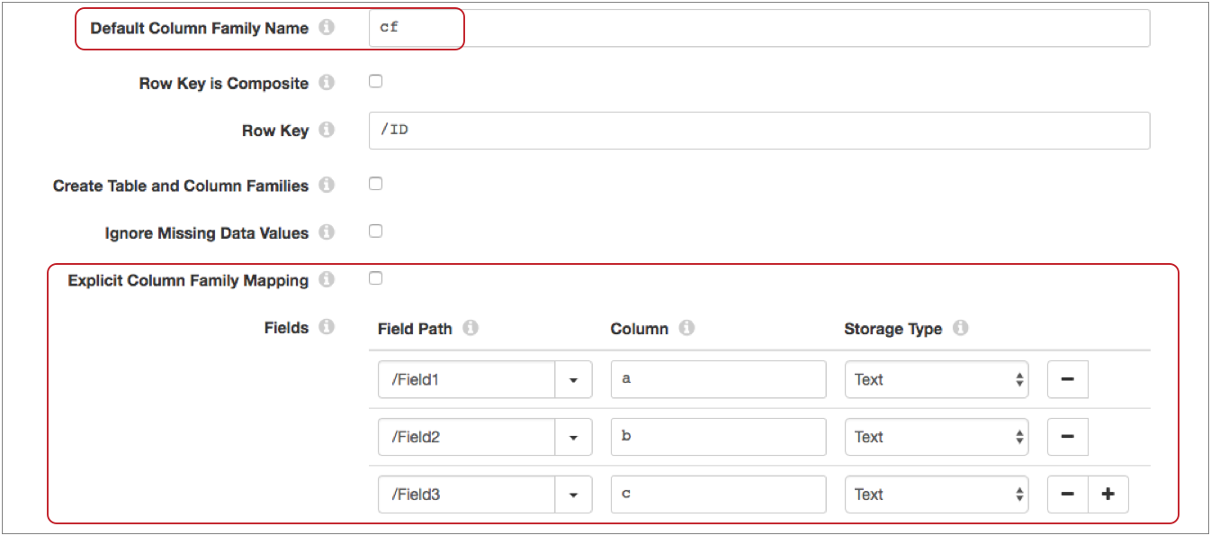 Default Column Family Name cf
Row Key is Composite
Row Key /ID
Create Table and Column Families
Ignore Missing Data Values
Explicit Column Family Mapping
Fields Field Path Column Storage Type
/Field1 a Text
/Field2 b Text
/Field3 c Text